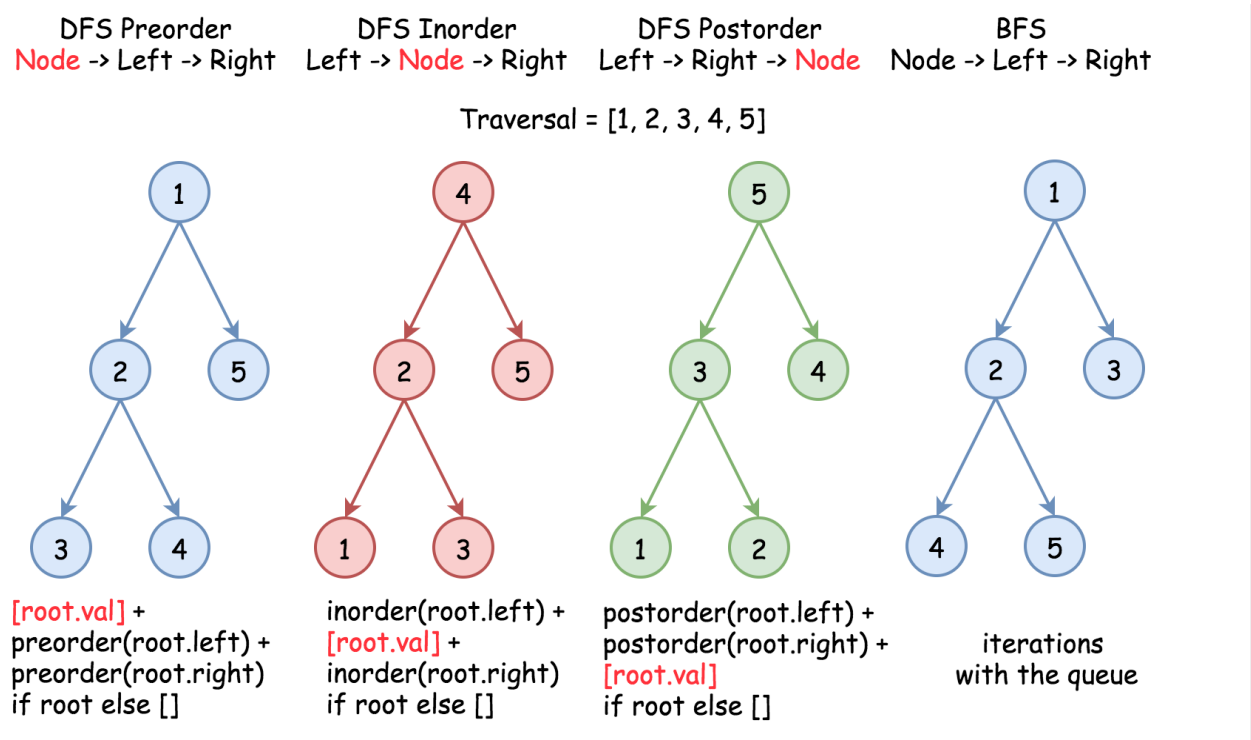 DFS Preorder
Node -> Left -> Right
DFS Inorder
Left -> Node -> Right
DFS Postorder
Left -> Right -> Node
BFS
Node -> Left -> Right
Traversal = [1, 2, 3, 4, 5]
1
2
5
3
4
[root.val] +
preorder(root.left) +
preorder(root.right)
if root else []
4
2
5
1
3
inorder(root.left) +
[root.val] +
inorder(root.right)
if root else []
5
3
4
1
2
postorder(root.left) +
postorder(root.right) +
[root.val]
if root else []
1
2
3
4
5
iterations
with the queue